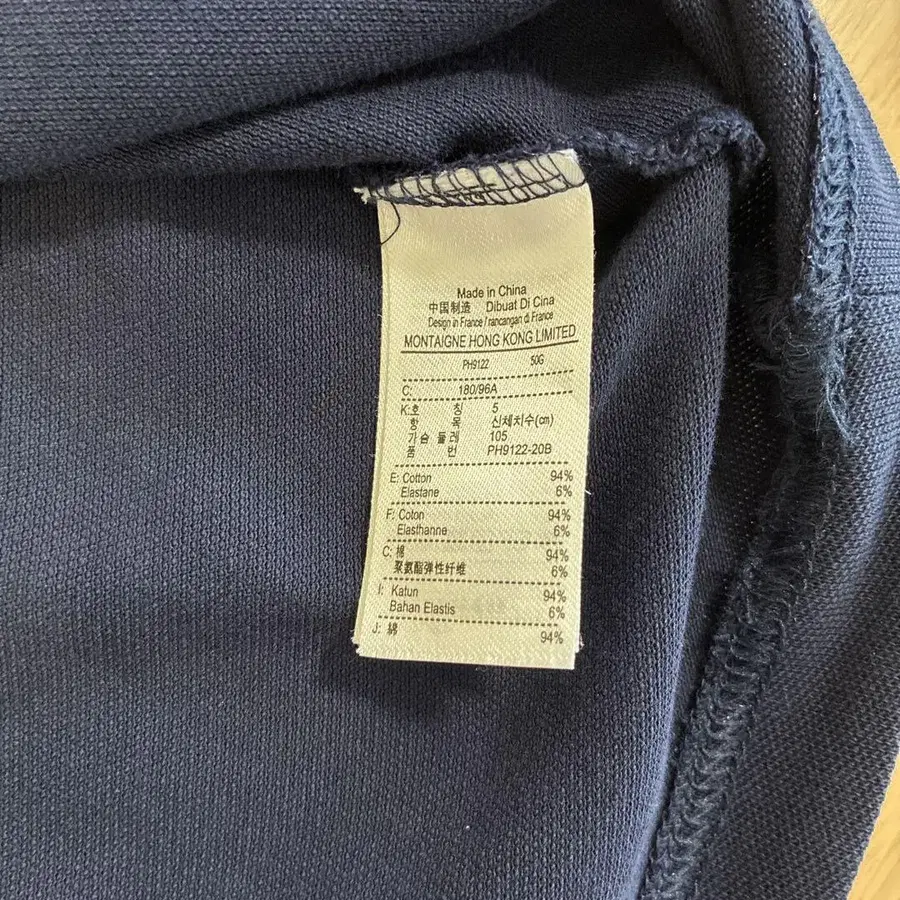 Made in China
中国制造 Dibuat Di Cina
Design in France / rancangan di France
MONTAIGNE HONG KONG LIMITED
PH9122 50G
C: 180/96A
K:호 칭 5
항 목 신체치수(cm)
가슴 둘레 105
품 번 PH9122-20B
E: Cotton 94%
Elastane 6%
F: Coton 94%
Elasthanne 6%
C: 棉 94%
聚氨酯弹性纤维 6%
I: Katun 94%
Bahan Elastis 6%
J: 綿 94%